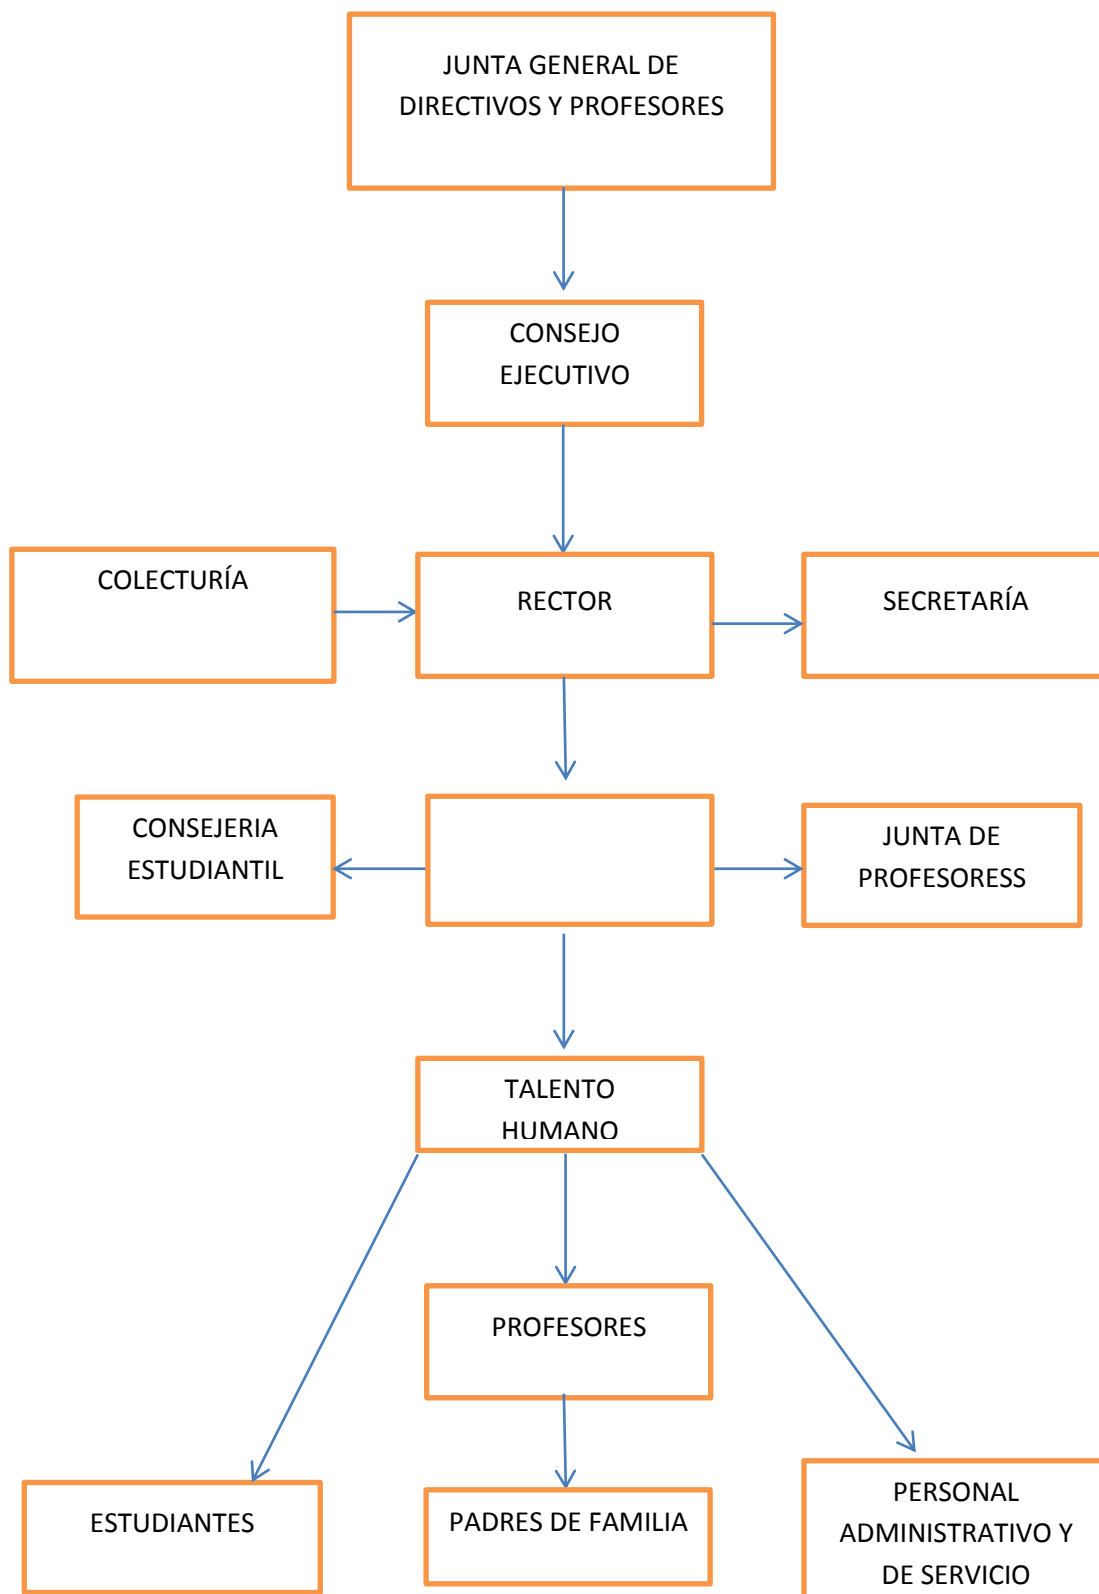 JUNTA GENERAL DE
DIRECTIVOS Y PROFESORES
CONSEJO
EJECUTIVO
COLECTURÍA
RECTOR
SECRETARÍA
CONSEJERIA
ESTUDIANTIL
JUNTA DE
PROFESORESS
TALENTO
HUMANO
PROFESORES
ESTUDIANTES
PADRES DE FAMILIA
PERSONAL
ADMINISTRATIVO Y
DE SERVICIO